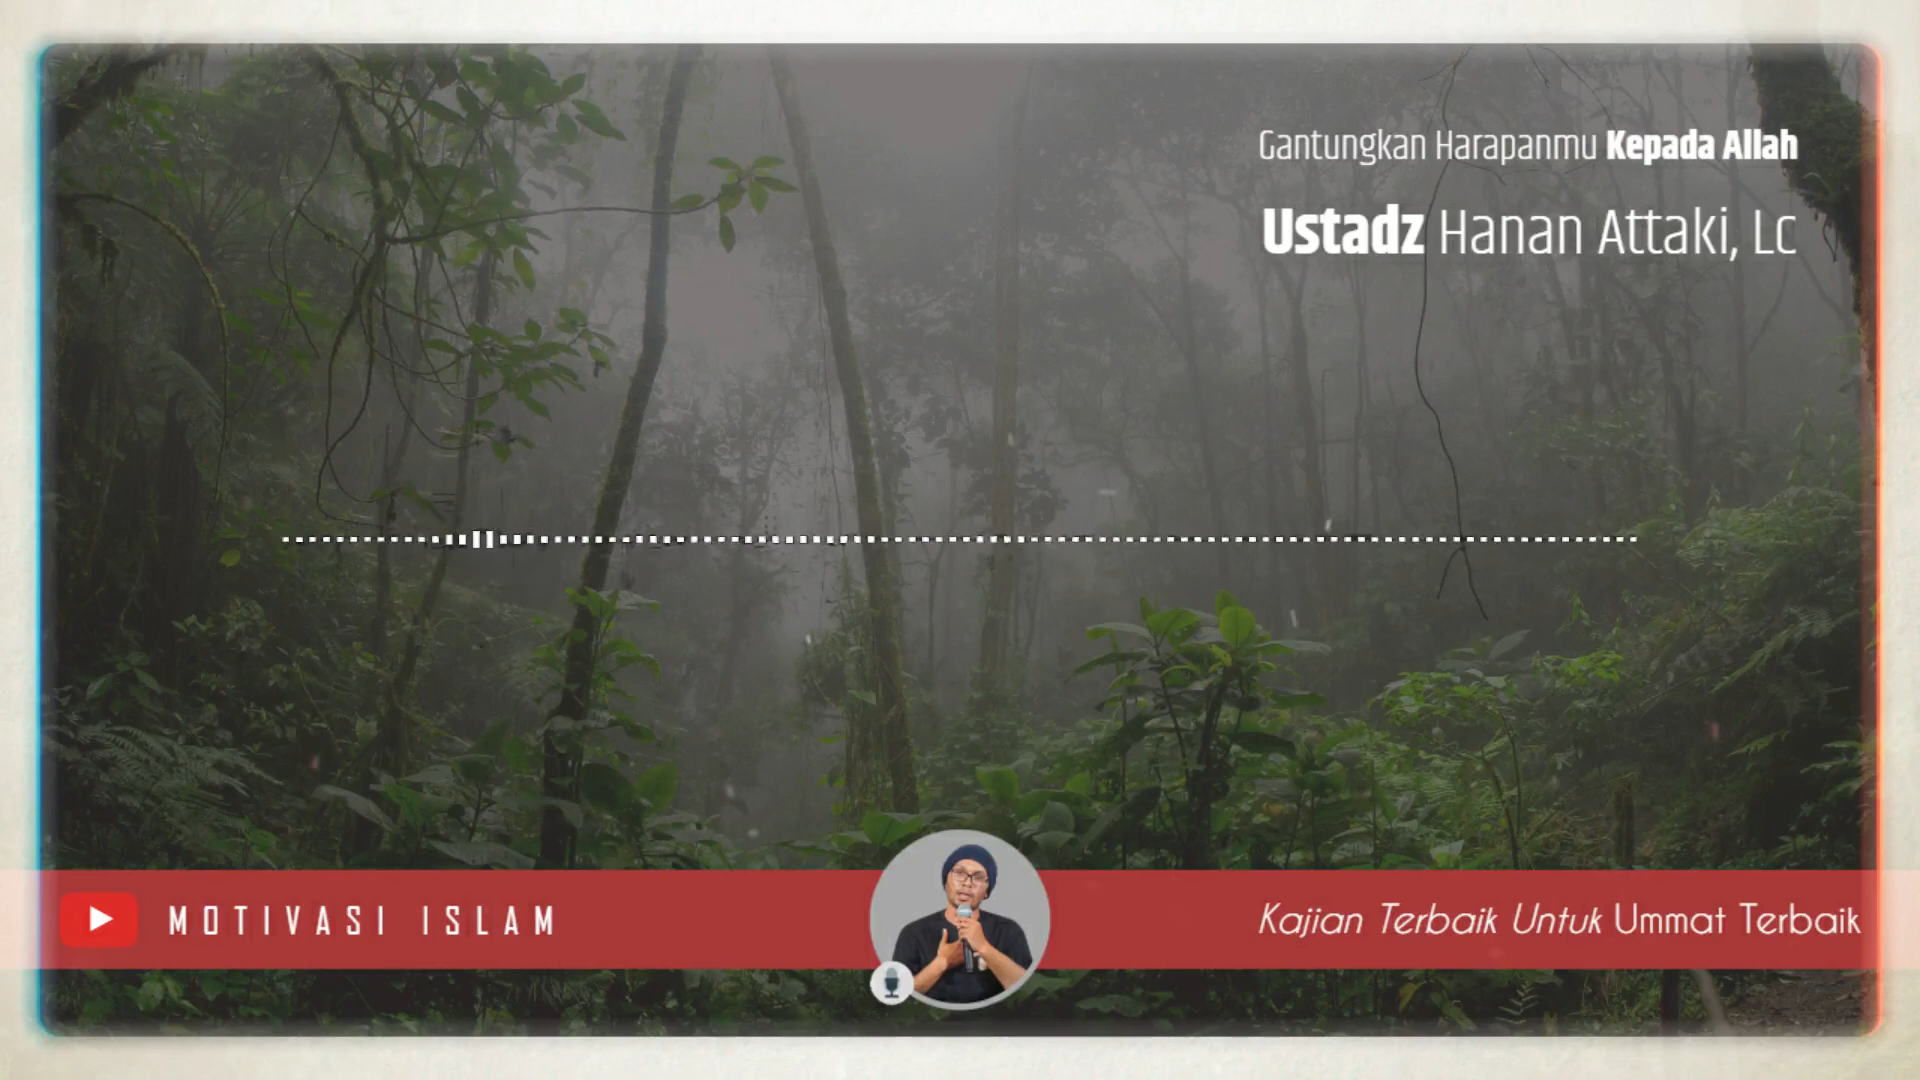 Gantungkan Harapanmu Kepada Allah
Ustadz Hanan Attaki, Lc
MOTIVASI ISLAM
Kajian Terbaik Untuk Ummat Terbaik